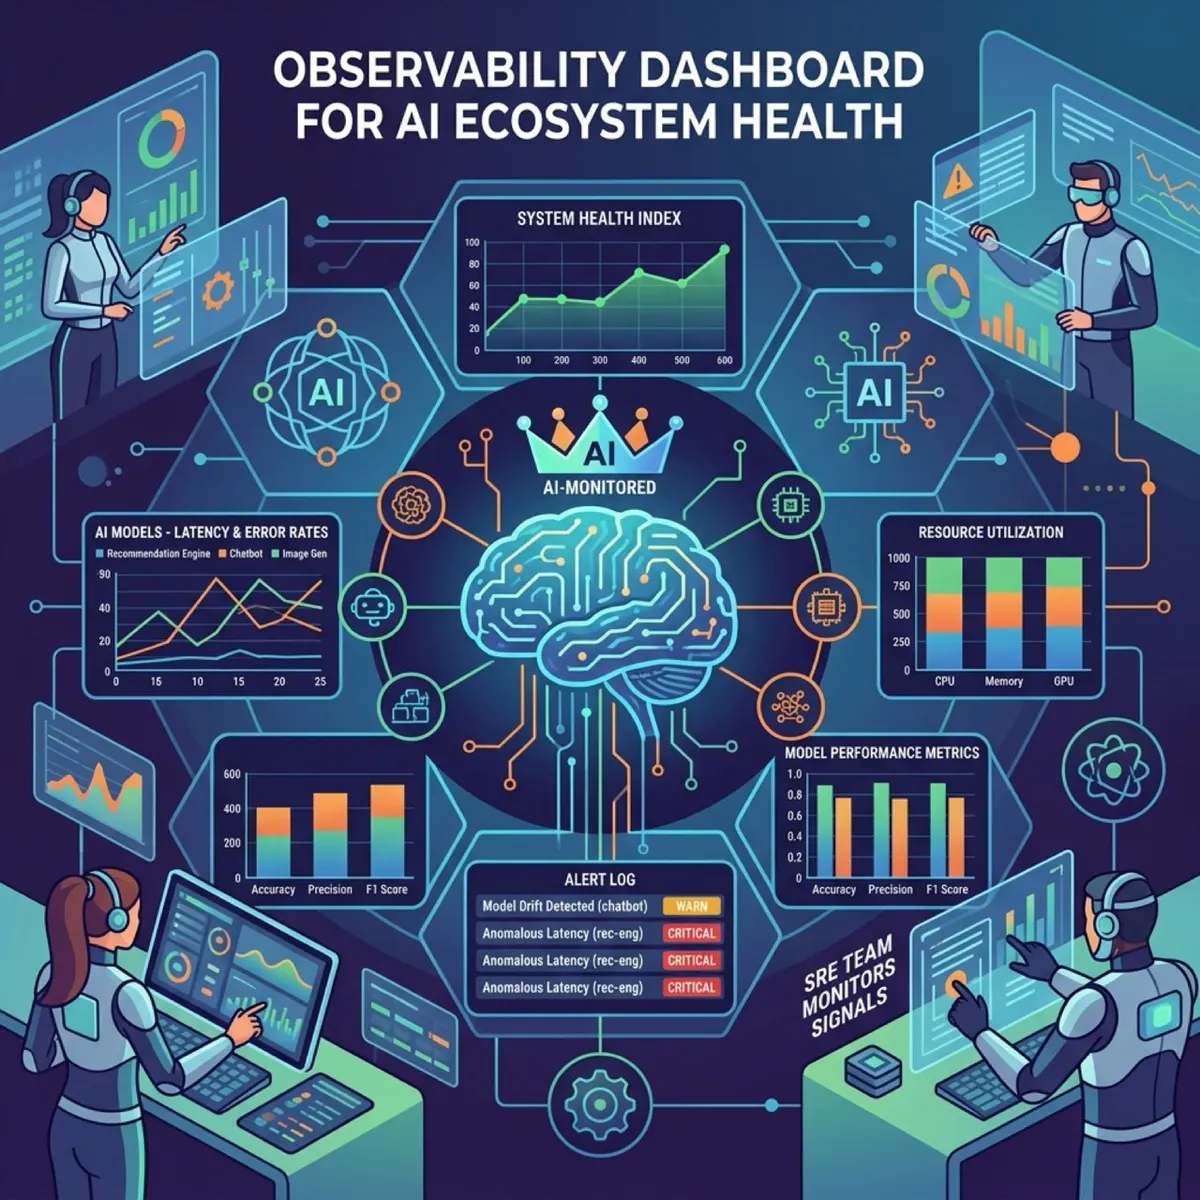 OBSERVABILITY DASHBOARD
FOR AI ECOSYSTEM HEALTH
SYSTEM HEALTH INDEX
100
80
60
40
20
0
100 200 300 400 500 600
AI
AI
AI
AI-MONITORED
AI MODELS - LATENCY & ERROR RATES
Recommendation Engine Chatbot Image Gen
90
40
20
0
0 15 10 15 20 25
RESOURCE UTILIZATION
1000
750
500
250
0
CPU Memory GPU
600
400
200
0
Accuracy Precision F1 Score
MODEL PERFORMANCE METRICS
1.0
0.8
0.6
0.4
0.2
0
Accuracy Precision F1 Score
ALERT LOG
Model Drift Detected (chatbot) WARN
Anomalous Latency (rec-eng) CRITICAL
Anomalous Latency (rec-eng) CRITICAL
Anomalous Latency (rec-eng) CRITICAL
SRE TEAM
MONITORS
SIGNALS